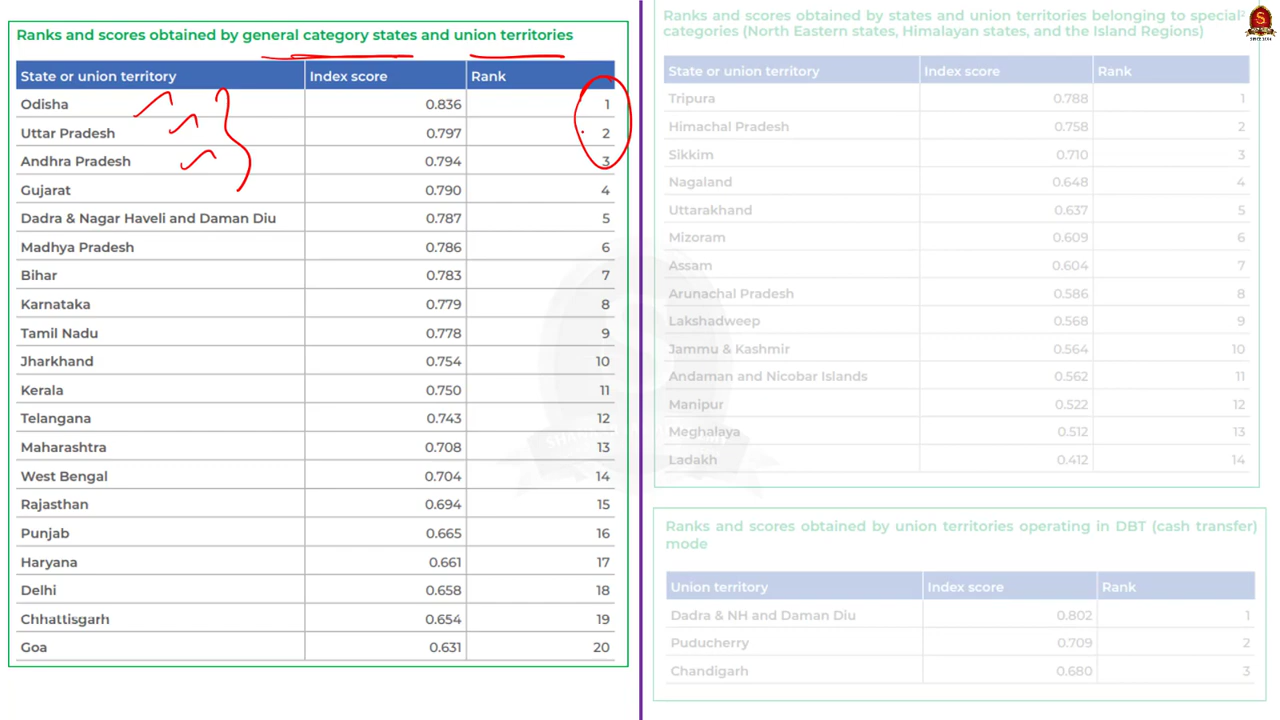 Ranks and scores obtained by general category states and union territories
State or union territory Index score Rank
Odisha 0.836 1
Uttar Pradesh 0.797 2
Andhra Pradesh 0.794 3
Gujarat 0.790 4
Dadra & Nagar Haveli and Daman Diu 0.787 5
Madhya Pradesh 0.786 6
Bihar 0.783 7
Karnataka 0.779 8
Tamil Nadu 0.778 9
Jharkhand 0.754 10
Kerala 0.750 11
Telangana 0.743 12
Maharashtra 0.708 13
West Bengal 0.704 14
Rajasthan 0.694 15
Punjab 0.665 16
Haryana 0.661 17
Delhi 0.658 18
Chhattisgarh 0.654 19
Goa 0.631 20
Ranks and scores obtained by states and union territories belonging to special²
categories (North Eastern states, Himalayan states, and the Island Regions)
State or union territory Index score Rank
Tripura 0.788 1
Himachal Pradesh 0.758 2
Sikkim 0.710 3
Nagaland 0.648 4
Uttarakhand 0.637 5
Mizoram 0.609 6
Assam 0.604 7
Arunachal Pradesh 0.586 8
Lakshadweep 0.568 9
Jammu & Kashmir 0.564 10
Andaman and Nicobar Islands 0.562 11
Manipur 0.522 12
Meghalaya 0.512 13
Ladakh 0.412 14
Ranks and scores obtained by union territories operating in DBT (cash transfer)
mode
Union territory Index score Rank
Dadra & NH and Daman Diu 0.802 1
Puducherry 0.709 2
Chandigarh 0.680 3